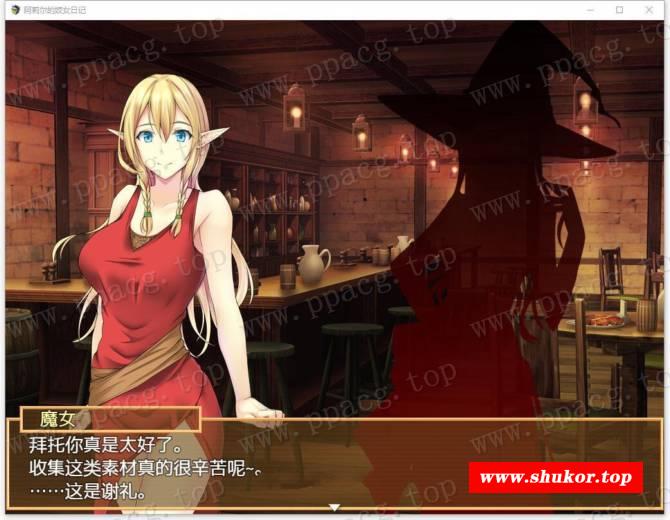 阿莉尔的嫁女日记
www.ppacg.top
魔女
拜托你真是太好了。
收集这类素材真的很辛苦呢~。
……这是谢礼。
www.shukor.top